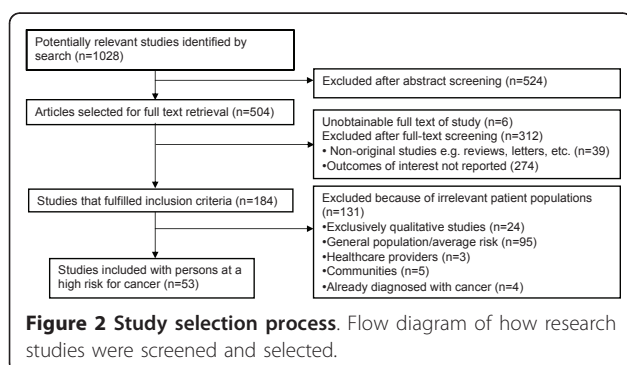 Potentially relevant studies identified by
search (n=1028)
Excluded after abstract screening (n=524)
Articles selected for full text retrieval (n=504)
Unobtainable full text of study (n=6)
Excluded after full-text screening (n=312)
• Non-original studies e.g. reviews, letters, etc. (n=39)
• Outcomes of interest not reported (274)
Studies that fulfilled inclusion criteria (n=184)
Excluded because of irrelevant patient populations
(n=131)
•Exclusively qualitative studies (n=24)
•General population/average risk (n=95)
•Healthcare providers (n=3)
•Communities (n=5)
•Already diagnosed with cancer (n=4)
Studies included with persons at a
high risk for cancer (n=53)
Figure 2 Study selection process. Flow diagram of how research
studies were screened and selected.